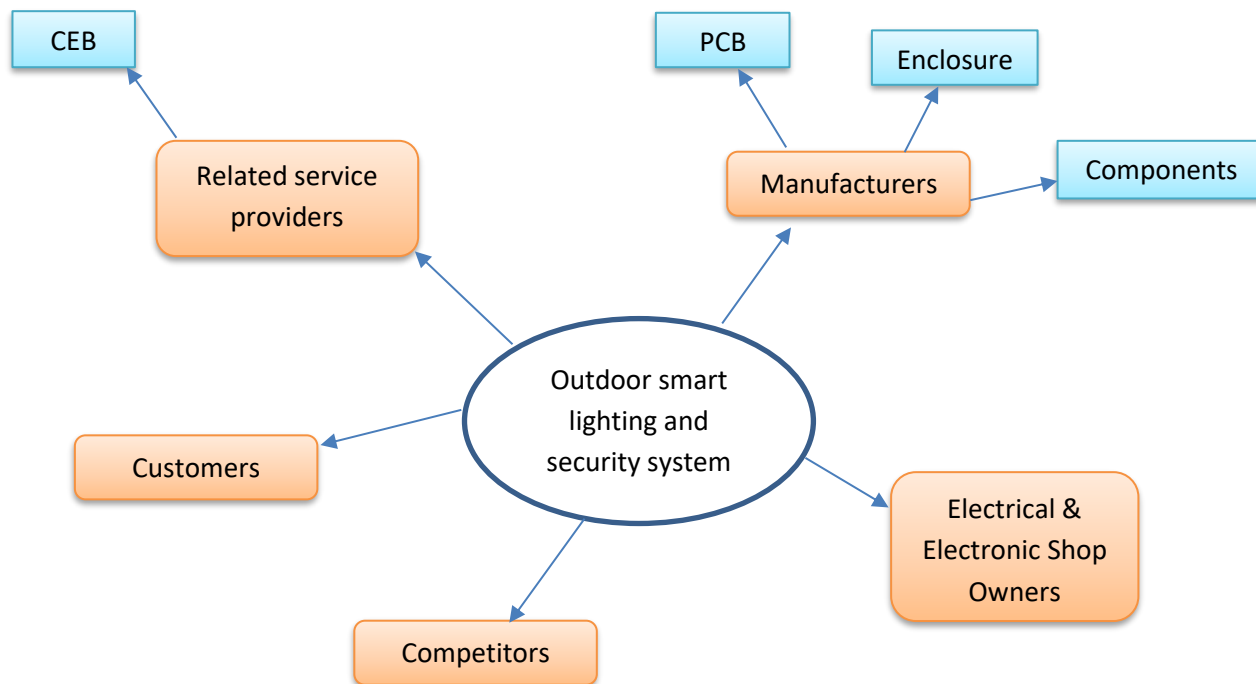 CEB
PCB
Enclosure
Related service
providers
Manufacturers
Components
Outdoor smart
lighting and
security system
Customers
Electrical &
Electronic Shop
Owners
Competitors